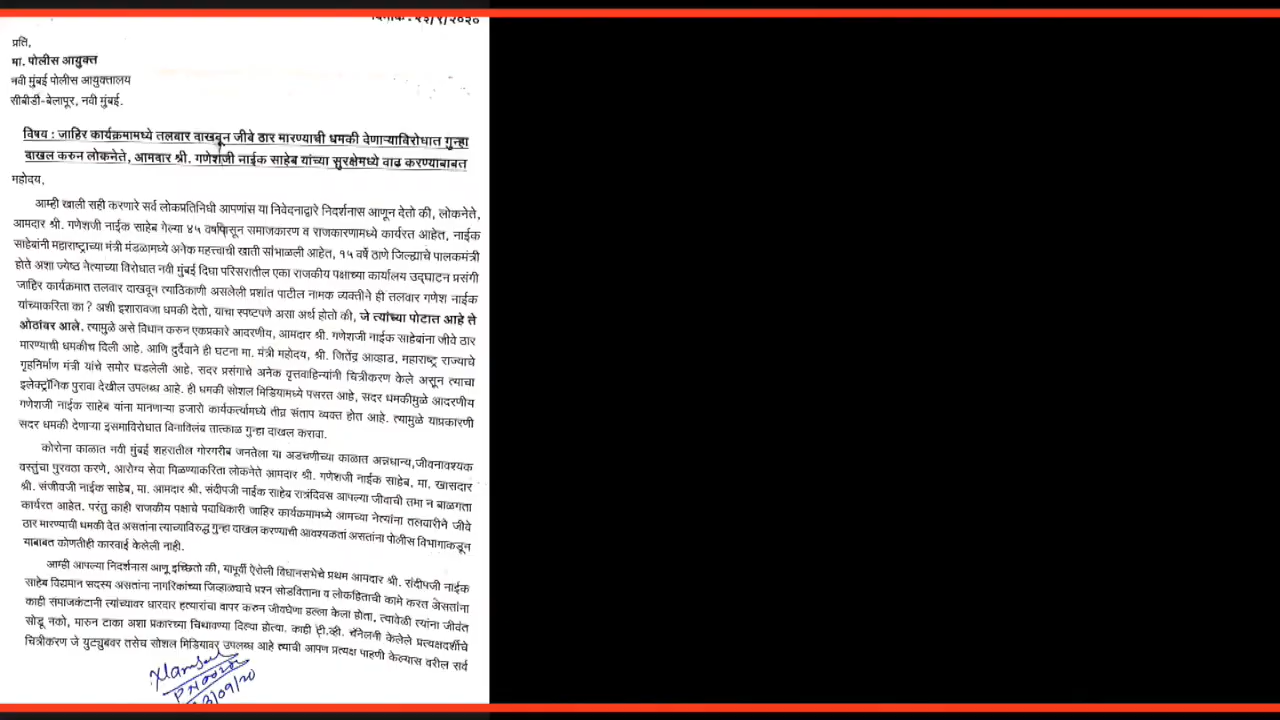 दिनांक : २३/९/२०२०
प्रति,
मा. पोलीस आयुक्त
नवी मुंबई पोलीस आयुक्तालय
सीबीडी-बेलापूर, नवी मुंबई.
विषय : जाहिर कार्यक्रमामध्ये तलवार दाखवून जीवे ठार मारण्याची धमकी देणाऱ्याविरोधात गुन्हा
दाखल करुन लोकनेते, आमदार श्री. गणेशजी नाईक साहेब यांच्या सुरक्षेमध्ये वाढ करण्याबाबत
महोदय,
आम्ही खाली सही करणारे सर्व लोकप्रतिनिधी आपणांस या निवेदनाद्वारे निदर्शनास आणून देतो की, लोकनेते,
आमदार श्री. गणेशजी नाईक साहेब गेल्या ४५ वर्षापासून समाजकारण व राजकारणामध्ये कार्यरत आहेत, नाईक
साहेबांनी महाराष्ट्राच्या मंत्री मंडळामध्ये अनेक महत्त्वाची खाती सांभाळली आहेत, १५ वर्षे ठाणे जिल्ह्याचे पालकमंत्री
होते अशा ज्येष्ठ नेत्याच्या विरोधात नवी मुंबई दिघा परिसरातील एका राजकीय पक्षाच्या कार्यालय उद्घाटन प्रसंगी
जाहिर कार्यक्रमात तलवार दाखवून त्याठिकाणी असलेली प्रशांत पाटील नामक व्यक्तीने ही तलवार गणेश नाईक
यांच्याकरिता का? अशी इशारावजा धमकी देतो, याचा स्पष्टपणे असा अर्थ होतो की, जे त्यांच्या पोटात आहे ते
ओठांवर आले. त्यामुळे असे विधान करुन एकप्रकारे आदरणीय, आमदार श्री. गणेशजी नाईक साहेबांना जीवे ठार
मारण्याची धमकीच दिली आहे. आणि दुर्दैवाने ही घटना मा. मंत्री महोदय, श्री. जितेंद्र आव्हाड, महाराष्ट्र राज्याचे
गृहनिर्माण मंत्री यांचे समोर घडलेली आहे. सदर प्रसंगाचे अनेक वृत्तवाहिन्यांनी चित्रीकरण केले असून त्याचा
इलेक्ट्रॉनिक पुरावा देखील उपलब्ध आहे. ही धमकी सोशल मिडियामध्ये पसरत आहे, सदर धमकीमुळे आदरणीय
गणेशजी नाईक साहेब यांना मानणाऱ्या हजारो कार्यकर्त्यामध्ये तीव्र संताप व्यक्त होत आहे. त्यामुळे याप्रकारणी
सदर धमकी देणाऱ्या इसमाविरोधात विनाविलंब तात्काळ गुन्हा दाखल करावा.
कोरोना काळात नवी मुंबई शहरातील गोरगरीब जनतेला या अडचणीच्या काळात अन्नधान्य,जीवनावश्यक
वस्तुंचा पुरवठा करणे, आरोग्य सेवा मिळण्याकरिता लोकनेते आमदार श्री. गणेशजी नाईक साहेब, मा. खासदार
श्री. संजीवजी नाईक साहेब, मा. आमदार श्री. संदीपजी नाईक साहेब रात्रंदिवस आपल्या जीवाची तमा न बाळगता
कार्यरत आहेत. परंतु काही राजकीय पक्षाचे पदाधिकारी जाहिर कार्यक्रमामध्ये आमच्या नेत्यांना तलवारीने जीवे
ठार मारण्याची धमकी देत असतांना त्याच्याविरुद्ध गुन्हा दाखल करण्याची आवश्यकता असतांना पोलीस विभागाकडून
याबाबत कोणतीही कारवाई केलेली नाही.
आम्ही आपल्या निदर्शनास आणू इच्छितो की, यापूर्वी ऐरोली विधानसभेचे प्रथम आमदार श्री. संदीपजी नाईक
साहेब विद्यमान सदस्य असतांना नागरिकांच्या जिव्हाळ्याचे प्रश्न सोडवितांना व लोकहिताची कामे करत असतांना
काही समाजकंटानी त्यांच्यावर धारदार हत्यारांचा वापर करुन जीवघेणा हल्ला केला होता, त्यावेळी त्यांना जीवंत
सोडू नको, मारुन टाका अशा प्रकारच्या चिथावण्या दिल्या होत्या. काही टी.व्ही. चॅनेलनी केलेले प्रत्यक्षदर्शीचे
चित्रीकरण जे युट्युबवर तसेच सोशल मिडियावर उपलब्ध आहे त्याची आपण प्रत्यक्ष पाहणी केल्यास वरील सर्व